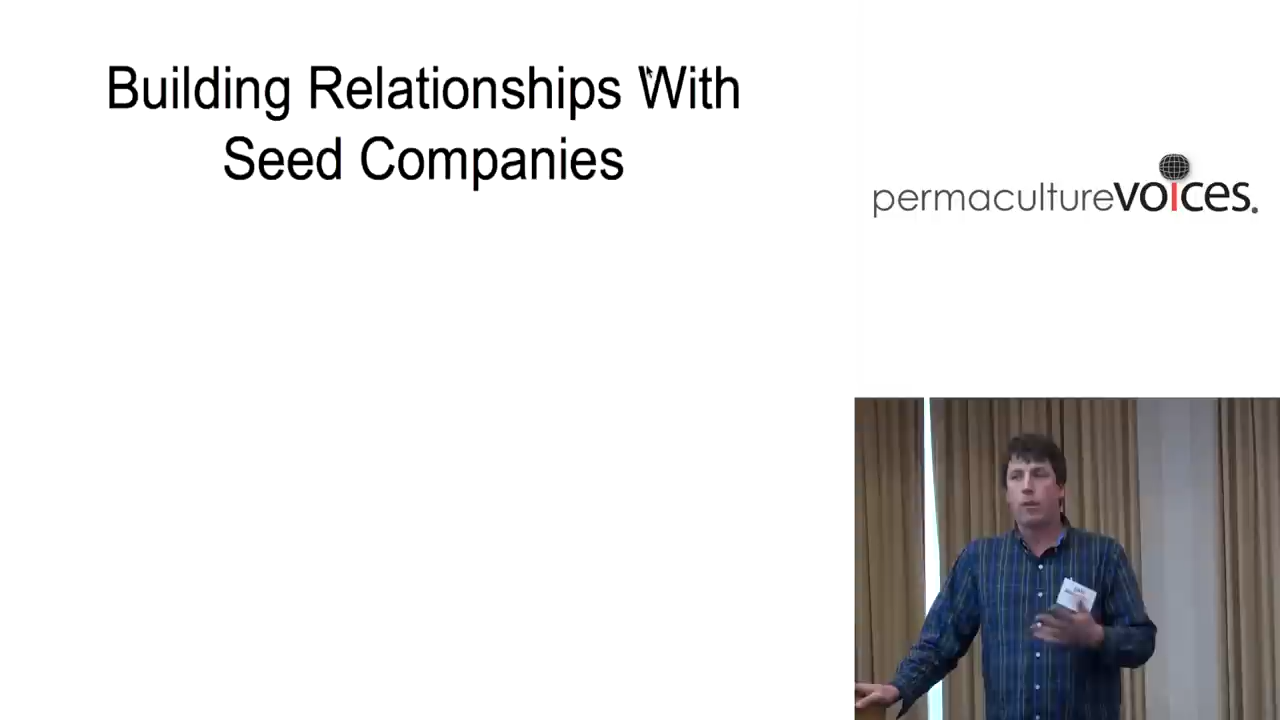 Building Relationships With
Seed Companies
permaculturevoices.